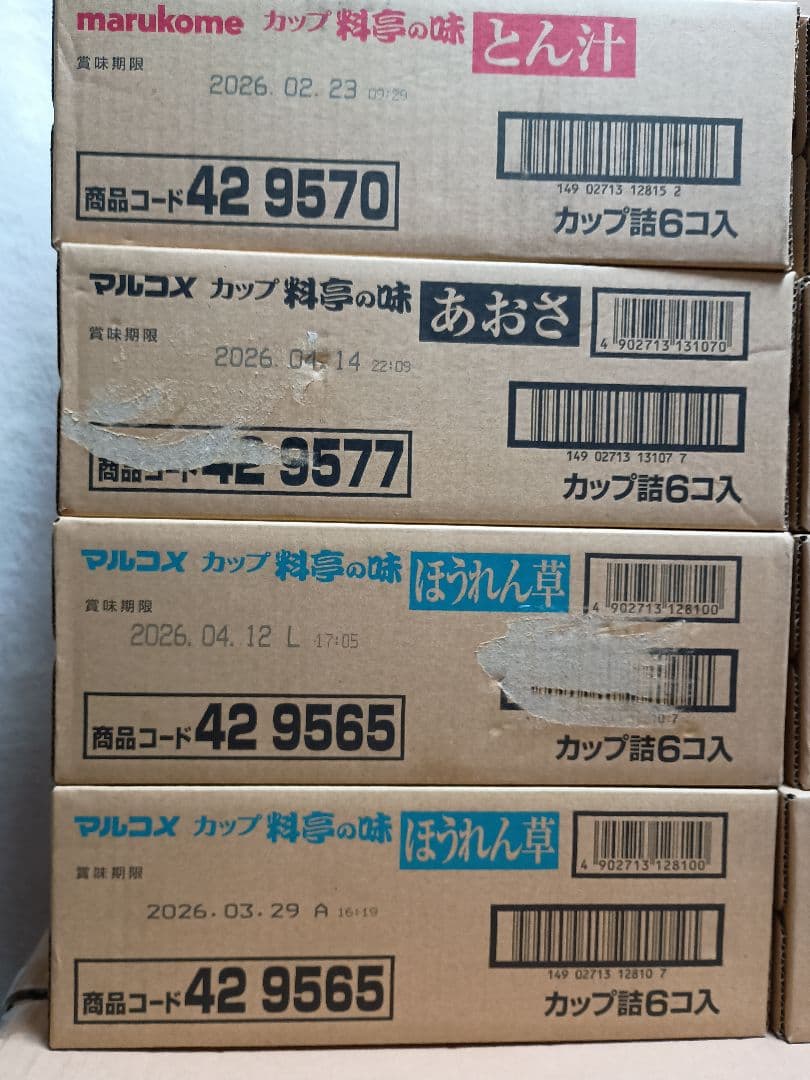 marukome カップ 料亭の味 とん汁
賞味期限
2026.02.23 09:29
149 02713 12815 2
商品コード 42 9570
カップ詰6コ入
マルコメ カップ 料亭の味 あおさ
賞味期限
4 902713 131070
2026.04.14 22:09
149 02713 13107 7
商品コード 42 9577
カップ詰6コ入
マルコメ カップ 料亭の味 ほうれん草
賞味期限
4 902713 128100
2026.04.12 L 17:05
0 7
商品コード 42 9565
カップ詰6コ入
マルコメ カップ 料亭の味 ほうれん草
賞味期限
4 902713 128100
2026.03.29 A 16:19
149 02713 12810 7
商品コード 42 9565
カップ詰6コ入